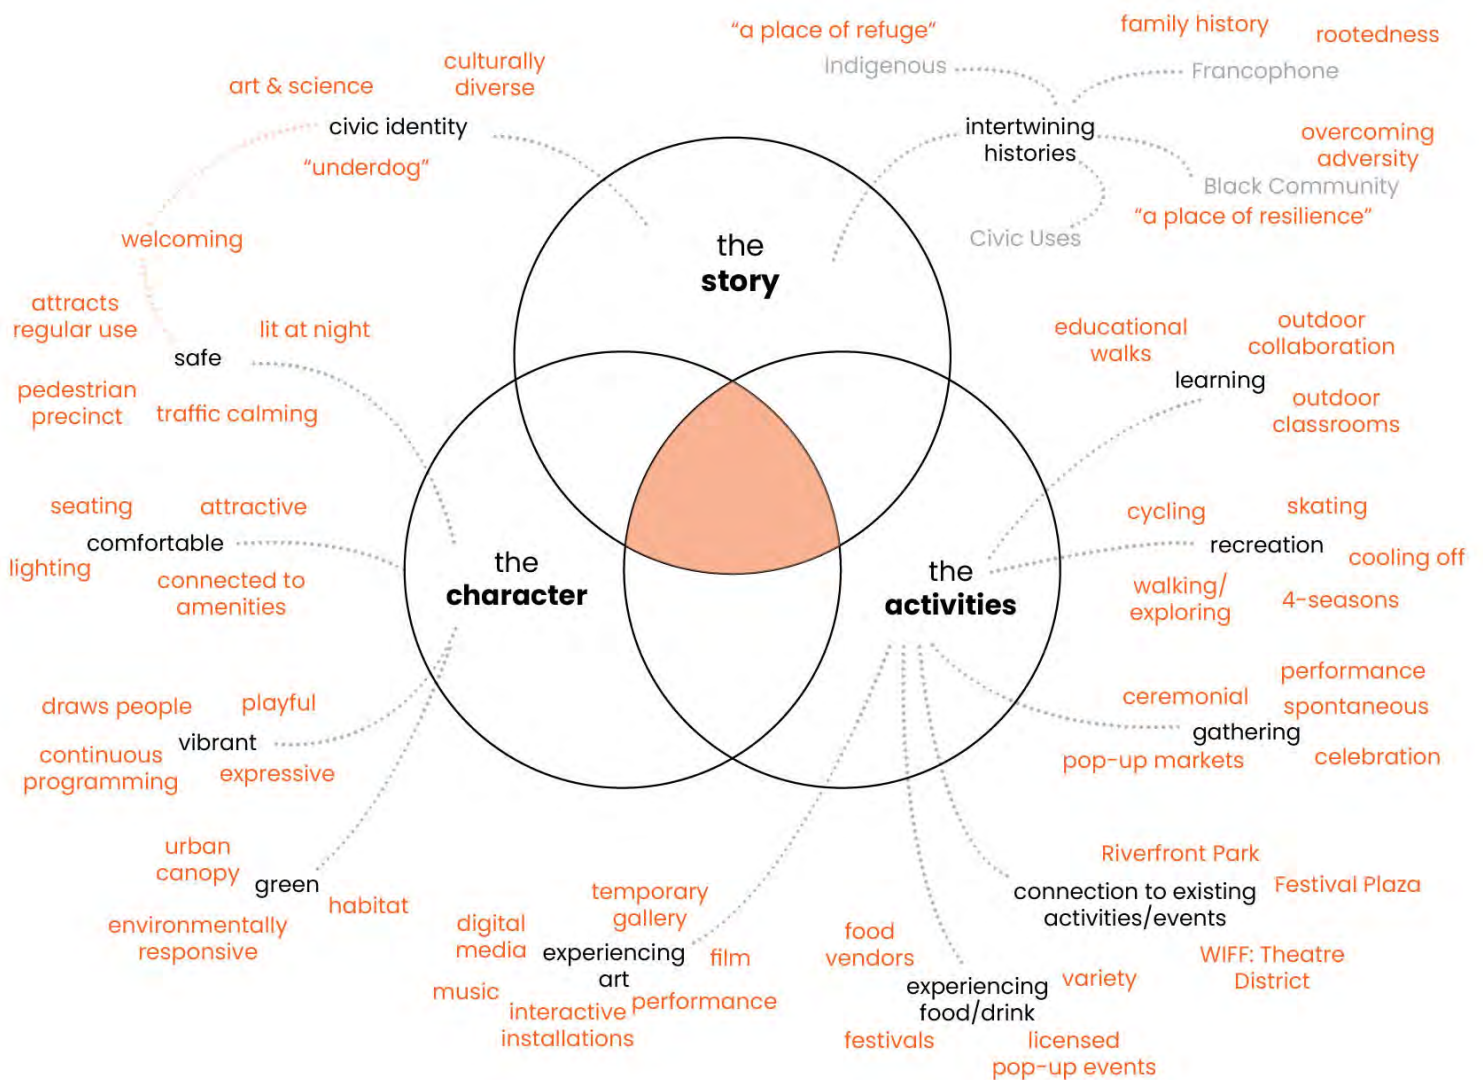 "a place of refuge"
Indigenous
family history
rootedness
Francophone
culturally
diverse
art & science
civic identity
"underdog"
intertwining
histories
overcoming
adversity
Black Community
"a place of resilience"
Civic Uses
the
story
welcoming
attracts
regular use
lit at night
safe
pedestrian
precinct
traffic calming
educational
walks
outdoor
collaboration
learning
outdoor
classrooms
seating
attractive
comfortable
lighting
connected to
amenities
the
character
the
activities
cycling
skating
recreation
cooling off
walking/
exploring
4-seasons
draws people
playful
vibrant
continuous
programming
expressive
performance
ceremonial
spontaneous
gathering
pop-up markets
celebration
urban
canopy
green
habitat
environmentally
responsive
temporary
gallery
digital
media
experiencing
art
film
music
interactive
installations
performance
food
vendors
experiencing
food/drink
variety
festivals
licensed
pop-up events
Riverfront Park
connection to existing
activities/events
Festival Plaza
WIFF: Theatre
District